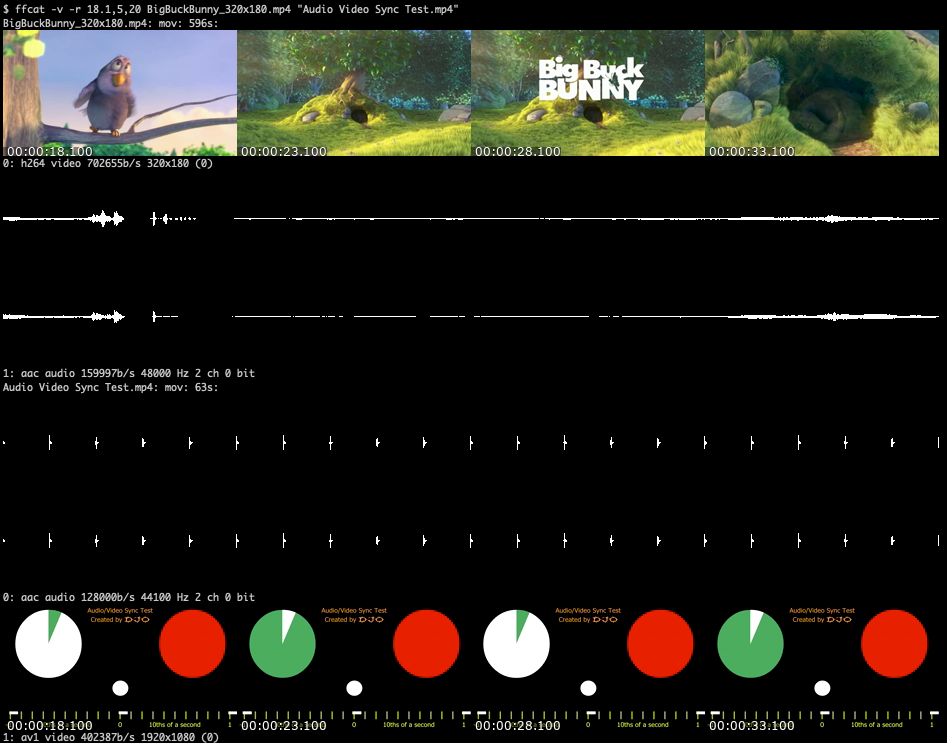 $ ffcat -v -r 18.1,5,20 BigBuckBunny_320x180.mp4 "Audio Video Sync Test.mp4"
BigBuckBunny_320x180.mp4: mov: 596s:
Big Buck
BUNNY
00:00:18.100 00:00:23.100 00:00:28.100 00:00:33.100
0: h264 video 702655b/s 320x180 (0)
1: aac audio 159997b/s 48000 Hz 2 ch 0 bit
Audio Video Sync Test.mp4: mov: 63s:
0: aac audio 128000b/s 44100 Hz 2 ch 0 bit
Audio/Video Sync Test Audio/Video Sync Test Audio/Video Sync Test Audio/Video Sync Test
Created by DJO Created by DJO Created by DJO Created by DJO
00:00:18.100 0 10ths of a second 1 00:00:23.100 0 10ths of a second 1 00:00:28.100 0 10ths of a second 1 00:00:33.100 0 10ths of a second 1
1: av1 video 402387b/s 1920x1080 (0)